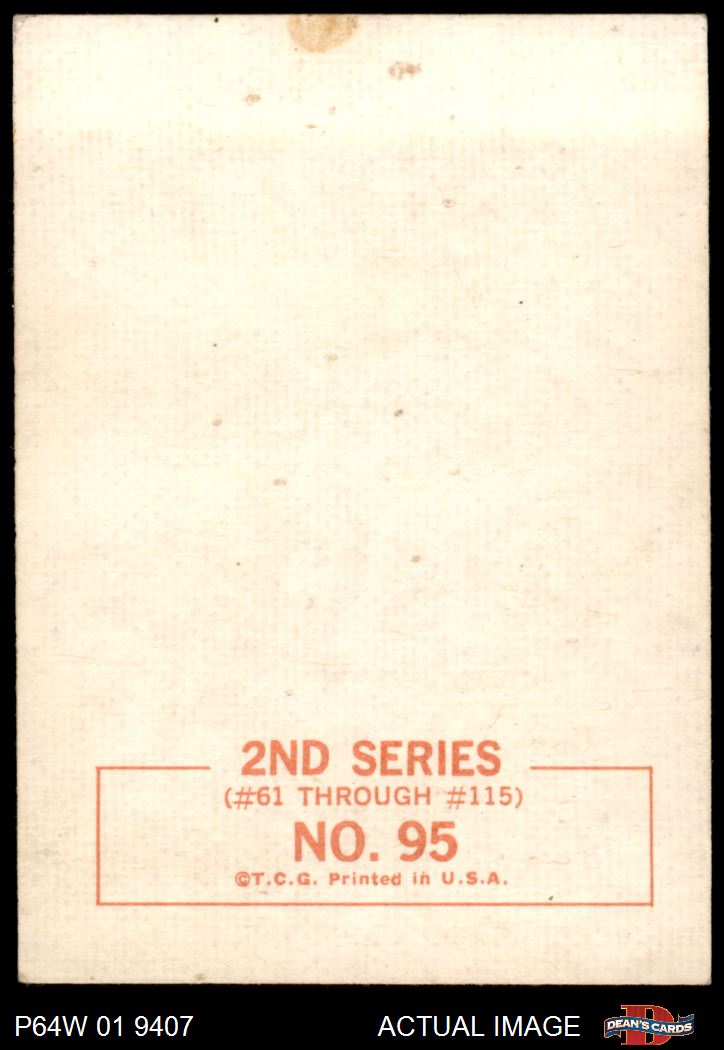 2ND SERIES
(#61 THROUGH #115)
NO. 95
©T.C.G. Printed in U.S.A.
P64W 01 9407
ACTUAL IMAGE
DEAN'S CARDS